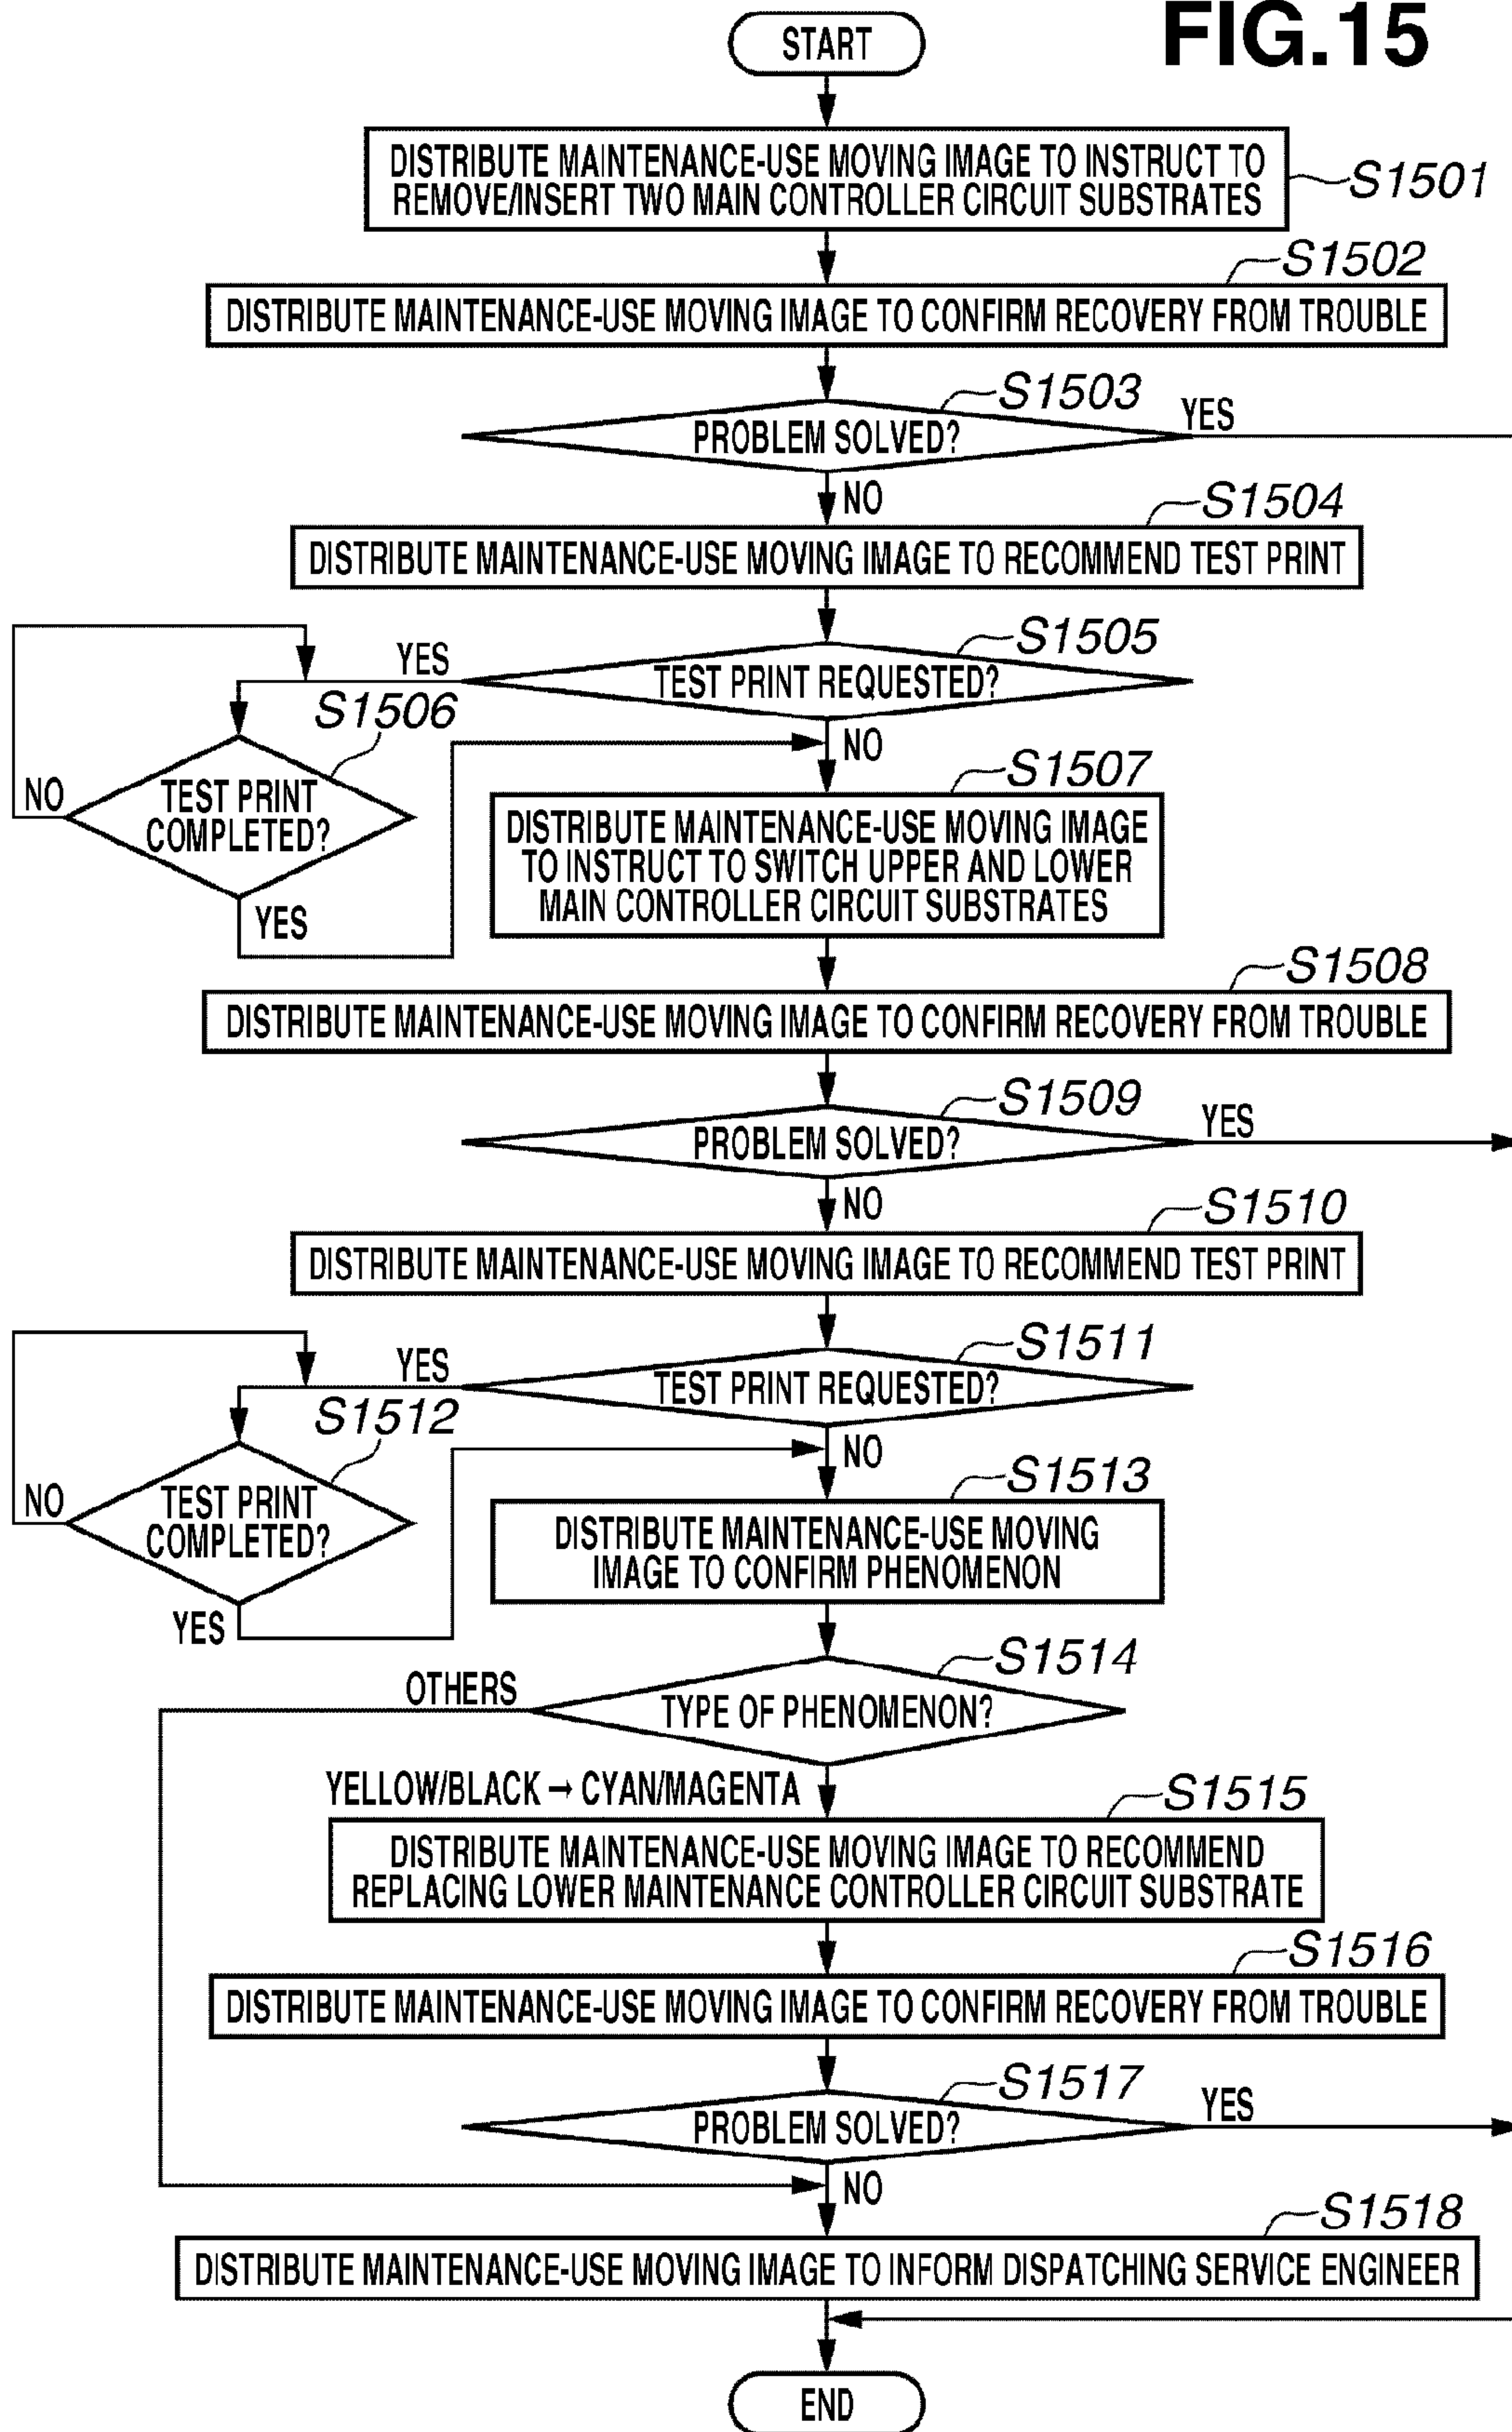 FIG.15
START
DISTRIBUTE MAINTENANCE-USE MOVING IMAGE TO INSTRUCT TO
REMOVE/INSERT TWO MAIN CONTROLLER CIRCUIT SUBSTRATES
S1501
S1502
DISTRIBUTE MAINTENANCE-USE MOVING IMAGE TO CONFIRM RECOVERY FROM TROUBLE
S1503
PROBLEM SOLVED?
YES
NO
S1504
DISTRIBUTE MAINTENANCE-USE MOVING IMAGE TO RECOMMEND TEST PRINT
S1505
YES
TEST PRINT REQUESTED?
S1506
NO
TEST PRINT
COMPLETED?
NO
YES
S1507
DISTRIBUTE MAINTENANCE-USE MOVING IMAGE
TO INSTRUCT TO SWITCH UPPER AND LOWER
MAIN CONTROLLER CIRCUIT SUBSTRATES
S1508
DISTRIBUTE MAINTENANCE-USE MOVING IMAGE TO CONFIRM RECOVERY FROM TROUBLE
S1509
PROBLEM SOLVED?
YES
NO
S1510
DISTRIBUTE MAINTENANCE-USE MOVING IMAGE TO RECOMMEND TEST PRINT
S1511
YES
TEST PRINT REQUESTED?
S1512
NO
TEST PRINT
COMPLETED?
NO
YES
S1513
DISTRIBUTE MAINTENANCE-USE MOVING
IMAGE TO CONFIRM PHENOMENON
S1514
OTHERS
TYPE OF PHENOMENON?
YELLOW/BLACK → CYAN/MAGENTA
S1515
DISTRIBUTE MAINTENANCE-USE MOVING IMAGE TO RECOMMEND
REPLACING LOWER MAINTENANCE CONTROLLER CIRCUIT SUBSTRATE
S1516
DISTRIBUTE MAINTENANCE-USE MOVING IMAGE TO CONFIRM RECOVERY FROM TROUBLE
S1517
PROBLEM SOLVED?
YES
NO
S1518
DISTRIBUTE MAINTENANCE-USE MOVING IMAGE TO INFORM DISPATCHING SERVICE ENGINEER
END